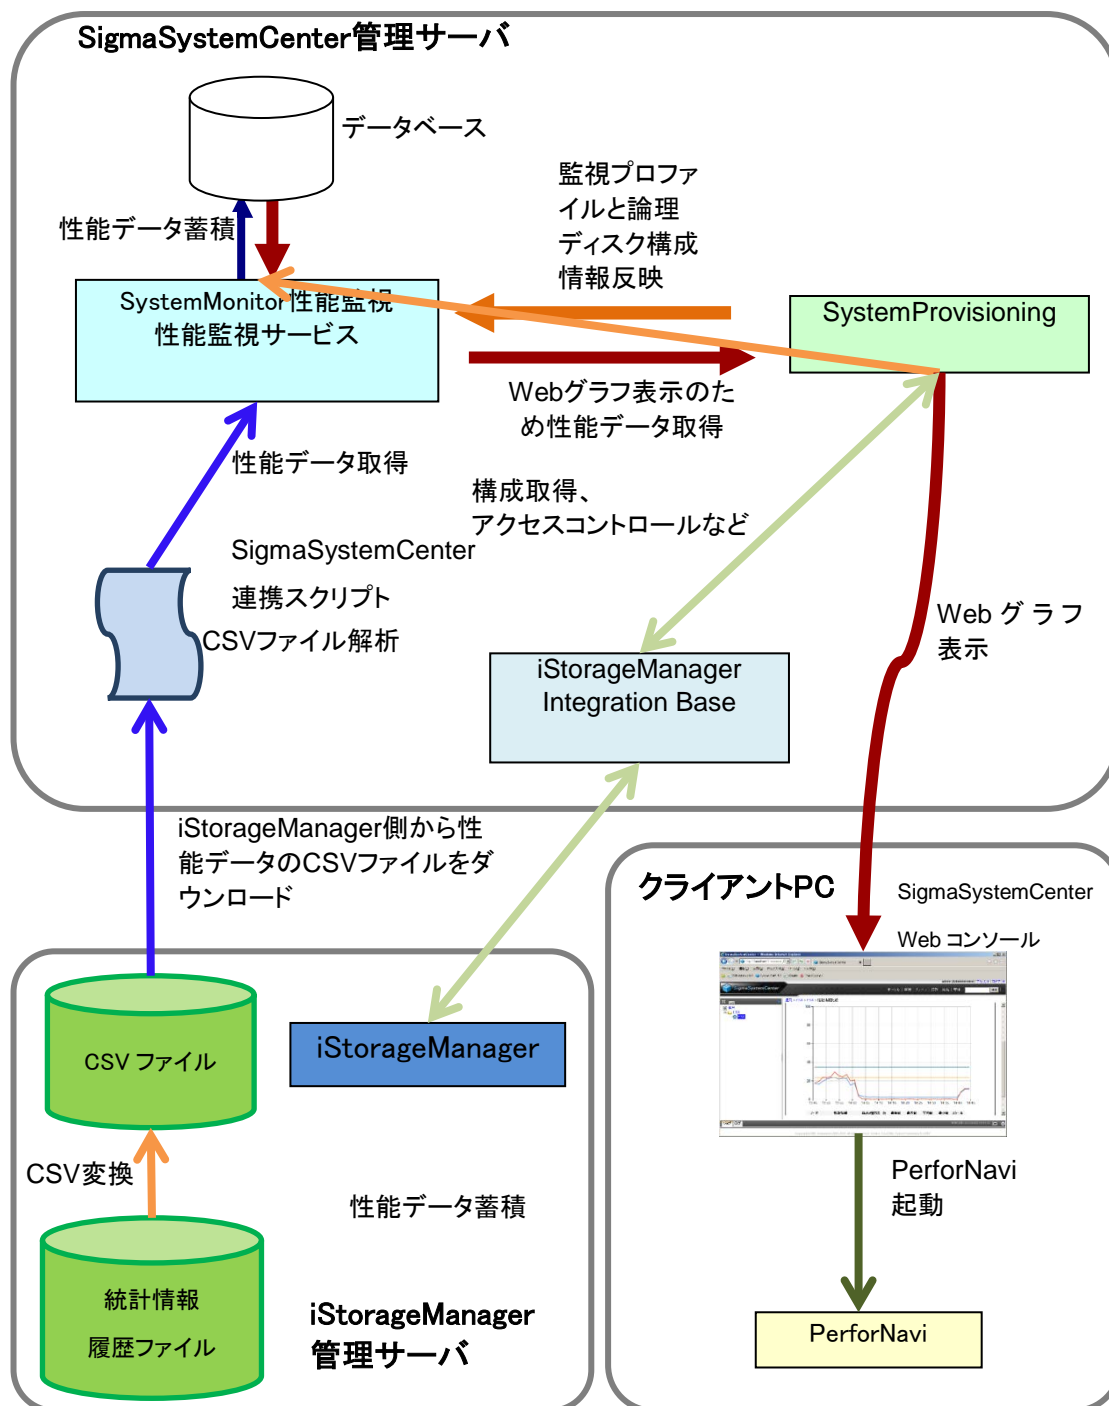 SigmaSystemCenter管理サーバ
データベース
性能データ蓄積
監視プロファ
イルと論理
ディスク構成
情報反映
SystemMonitor性能監視
性能監視サービス
SystemProvisioning
Webグラフ表示のた
め性能データ取得
性能データ取得
構成取得、
アクセスコントロールなど
SigmaSystemCenter
連携スクリプト
CSVファイル解析
Web グ ラ フ
表示
iStorageManager
Integration Base
iStorageManager側から性
能データのCSVファイルをダ
ウンロード
クライアントPC
SigmaSystemCenter
Web コンソール
CSV ファイル
iStorageManager
CSV変換
性能データ蓄積
PerforNavi
起動
統計情報
履歴ファイル
iStorageManager
管理サーバ
PerforNavi